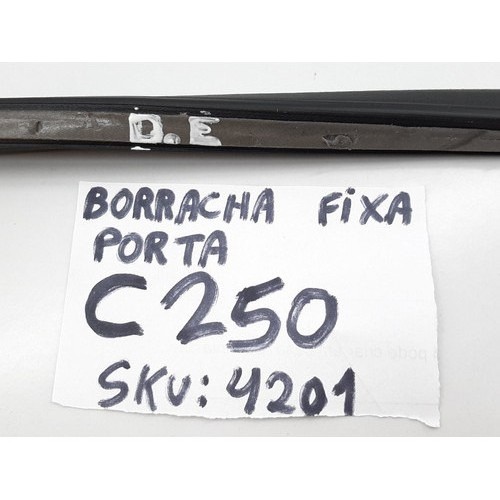 D.E
BORRACHA FiXA
PORTA
C250
SKU: 4201